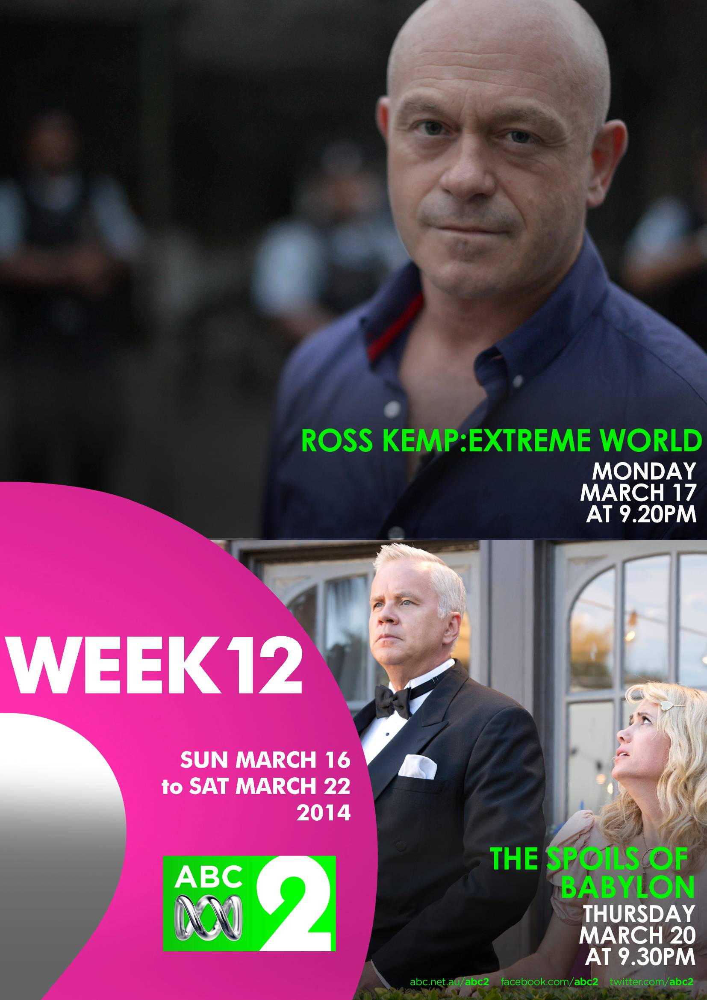 ROSS KEMP:EXTREME WORLD
MONDAY
MARCH 17
AT 9.20PM
WEEK12
SUN MARCH 16
to SAT MARCH 22
2014
ABC
2
THE SPOILS OF
BABYLON
THURSDAY
MARCH 20
AT 9.30PM
abc.net.au/abc2 facebook.com/abc2 twitter.com/abc2